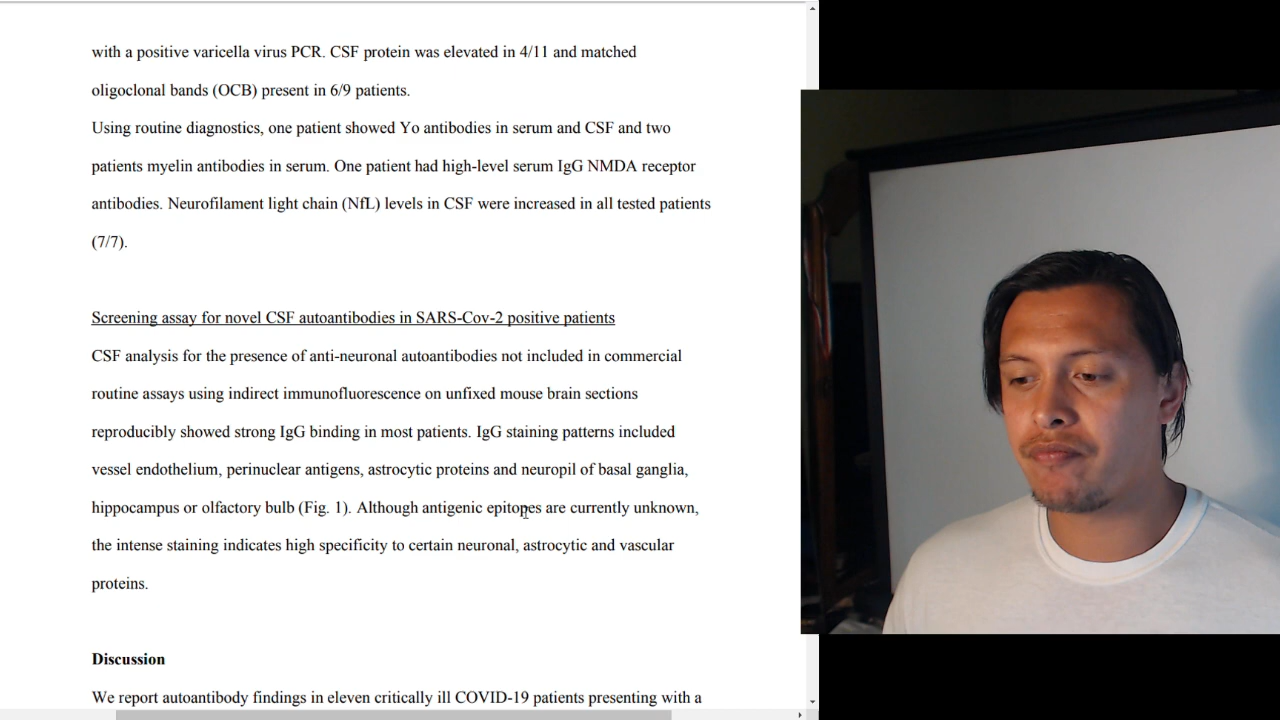 with a positive varicella virus PCR. CSF protein was elevated in 4/11 and matched
oligoclonal bands (OCB) present in 6/9 patients.
Using routine diagnostics, one patient showed Yo antibodies in serum and CSF and two
patients myelin antibodies in serum. One patient had high-level serum IgG NMDA receptor
antibodies. Neurofilament light chain (NfL) levels in CSF were increased in all tested patients
(7/7).
Screening assay for novel CSF autoantibodies in SARS-Cov-2 positive patients
CSF analysis for the presence of anti-neuronal autoantibodies not included in commercial
routine assays using indirect immunofluorescence on unfixed mouse brain sections
reproducibly showed strong IgG binding in most patients. IgG staining patterns included
vessel endothelium, perinuclear antigens, astrocytic proteins and neuropil of basal ganglia,
hippocampus or olfactory bulb (Fig. 1). Although antigenic epitopes are currently unknown,
the intense staining indicates high specificity to certain neuronal, astrocytic and vascular
proteins.
Discussion
We report autoantibody findings in eleven critically ill COVID-19 patients presenting with a